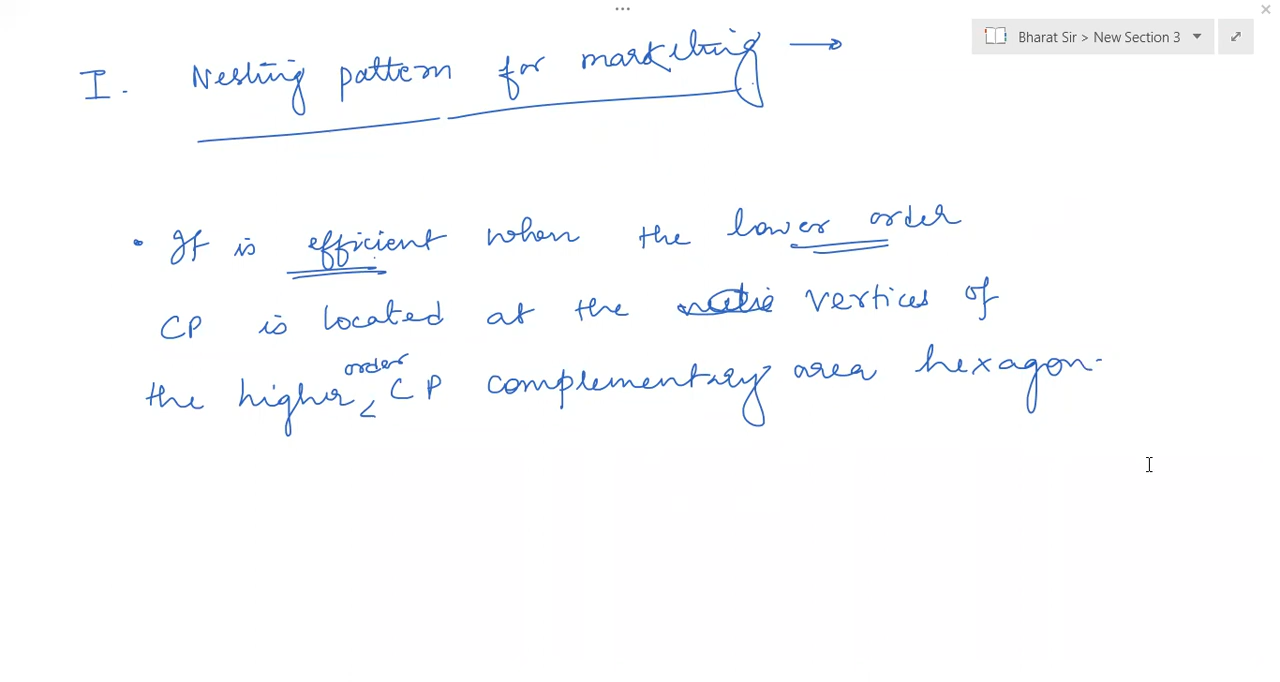 Bharat Sir > New Section 3
I. Nesting pattern for marketing →
• It is efficient when the lower order
CP is located at the vertices of
order
the higher CP complementary area hexagon.